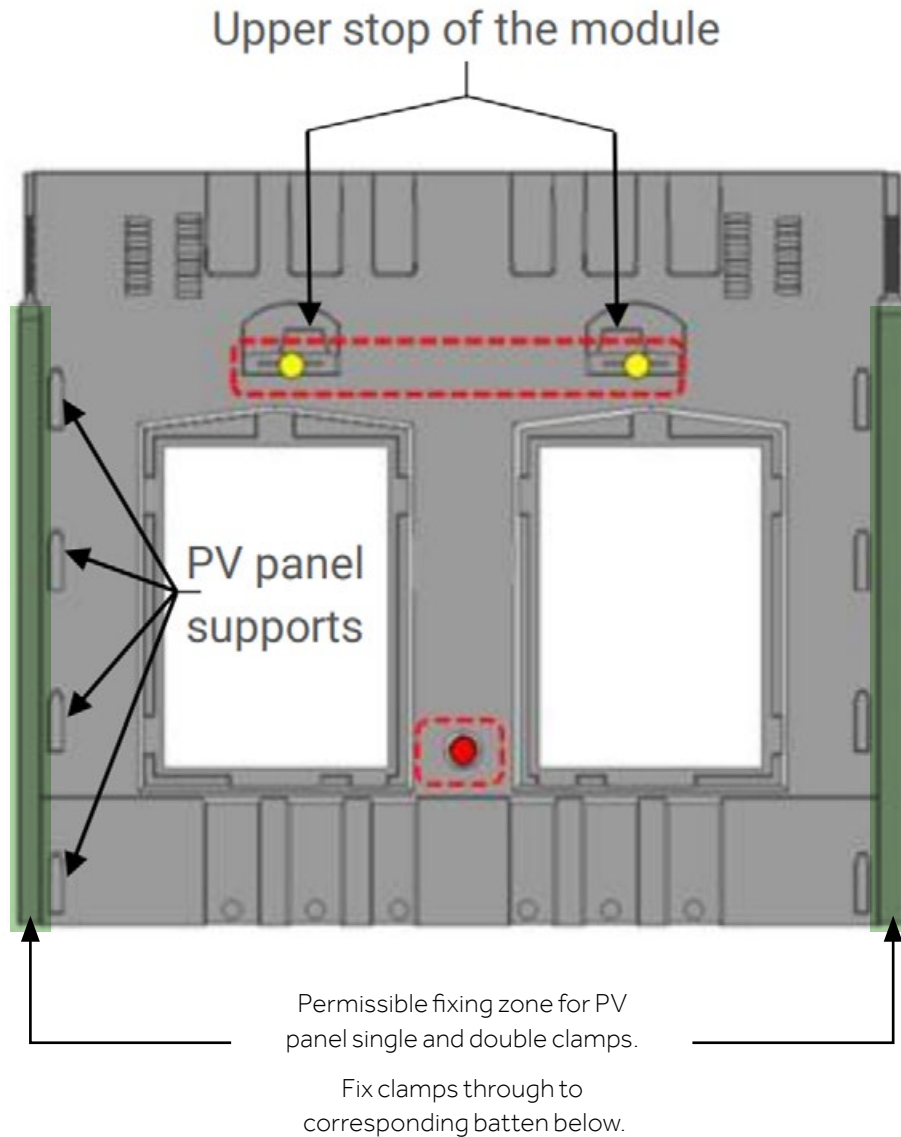 Upper stop of the module
PV panel
supports
Permissible fixing zone for PV
panel single and double clamps.
Fix clamps through to
corresponding batten below.